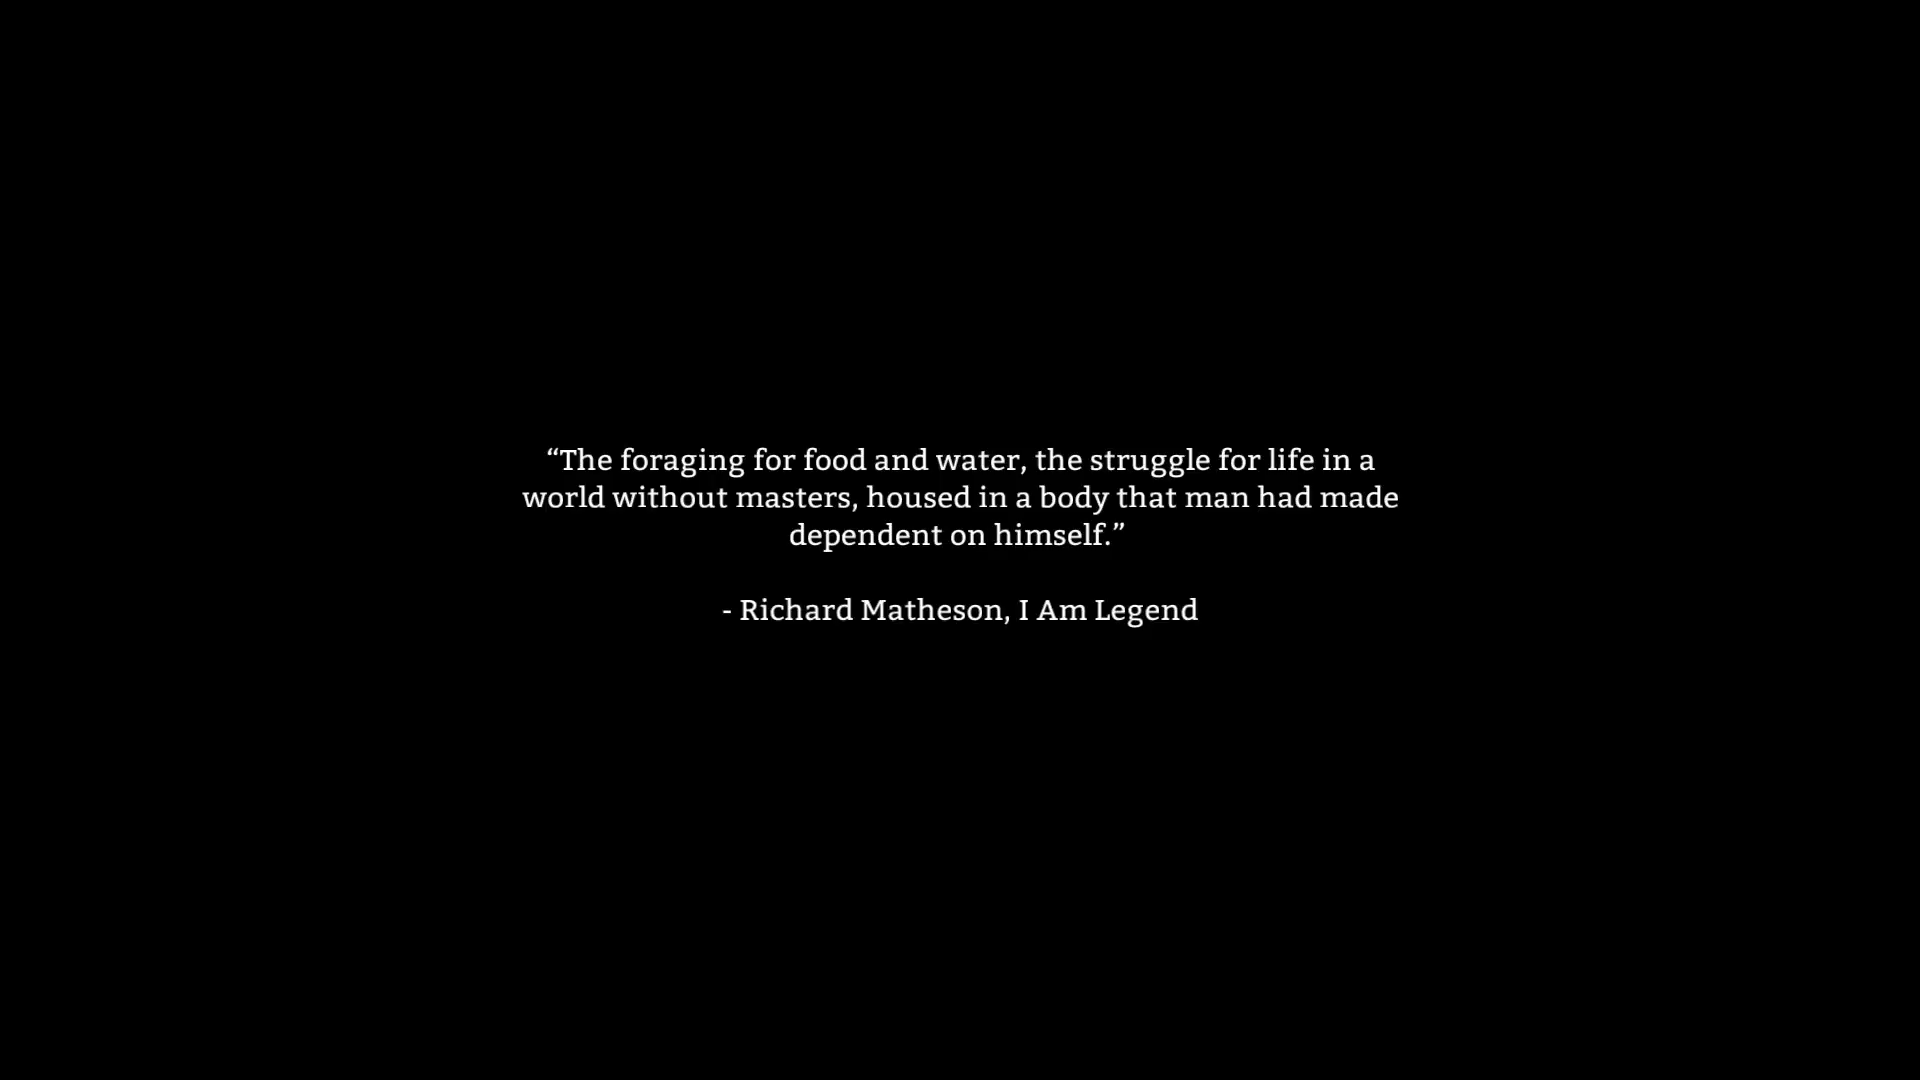 “The foraging for food and water, the struggle for life in a
world without masters, housed in a body that man had made
dependent on himself.”
- Richard Matheson, I Am Legend